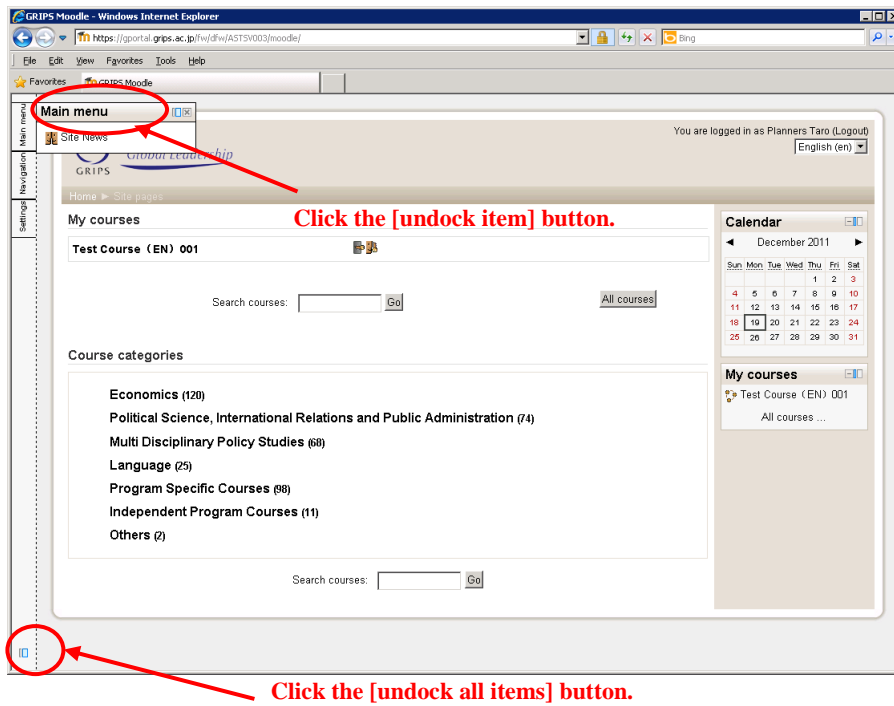 GRIPS Moodle - Windows Internet Explorer
https://gportal.grips.ac.jp/fw/dfw/ASTSV003/moodle/
Bing
File Edit View Favorites Tools Help
Favorites GRIPS Moodle
Main menu
Navigation
Settings
Main menu
Site News
You are logged in as Planners Taro (Logout)
English (en)
Global Leadership
GRIPS
Home ► Site pages
My courses
Click the [undock item] button.
Test Course (EN) 001
Search courses: Go
All courses
Course categories
Economics (120)
Political Science, International Relations and Public Administration (74)
Multi Disciplinary Policy Studies (68)
Language (25)
Program Specific Courses (98)
Independent Program Courses (11)
Others (2)
Search courses: Go
Calendar
◄ December 2011 ►
Sun Mon Tue Wed Thu Fri Sat
1 2 3
4 5 6 7 8 9 10
11 12 13 14 15 16 17
18 19 20 21 22 23 24
25 26 27 28 29 30 31
My courses
Test Course (EN) 001
All courses ...
Click the [undock all items] button.